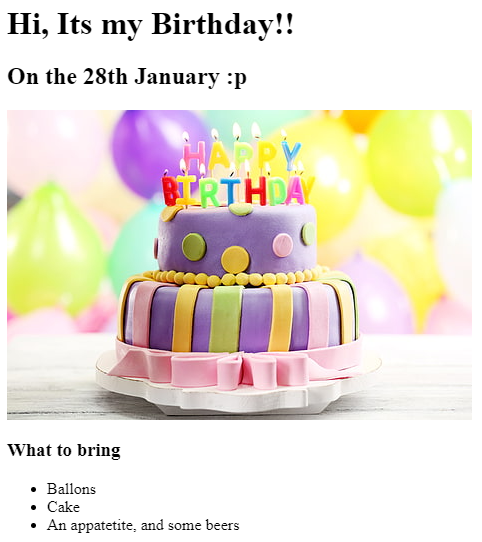 Hi, Its my Birthday!!
On the 28th January :p
HAPPY
BIRTHDAY
What to bring
Ballons
Cake
An appatetite, and some beers